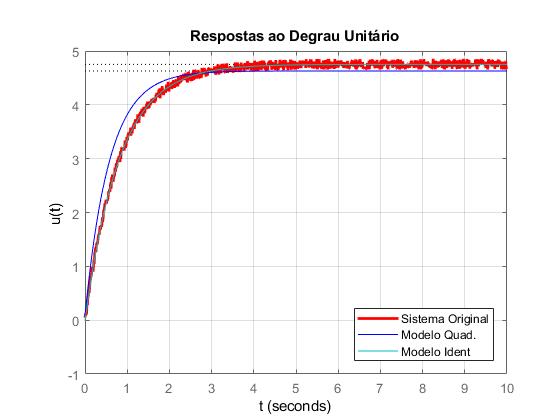 Respostas ao Degrau Unitário
5
4
3
2
1
0
-1
u(t)
Sistema Original
Modelo Quad.
Modelo Ident
0 1 2 3 4 5 6 7 8 9 10
t (seconds)